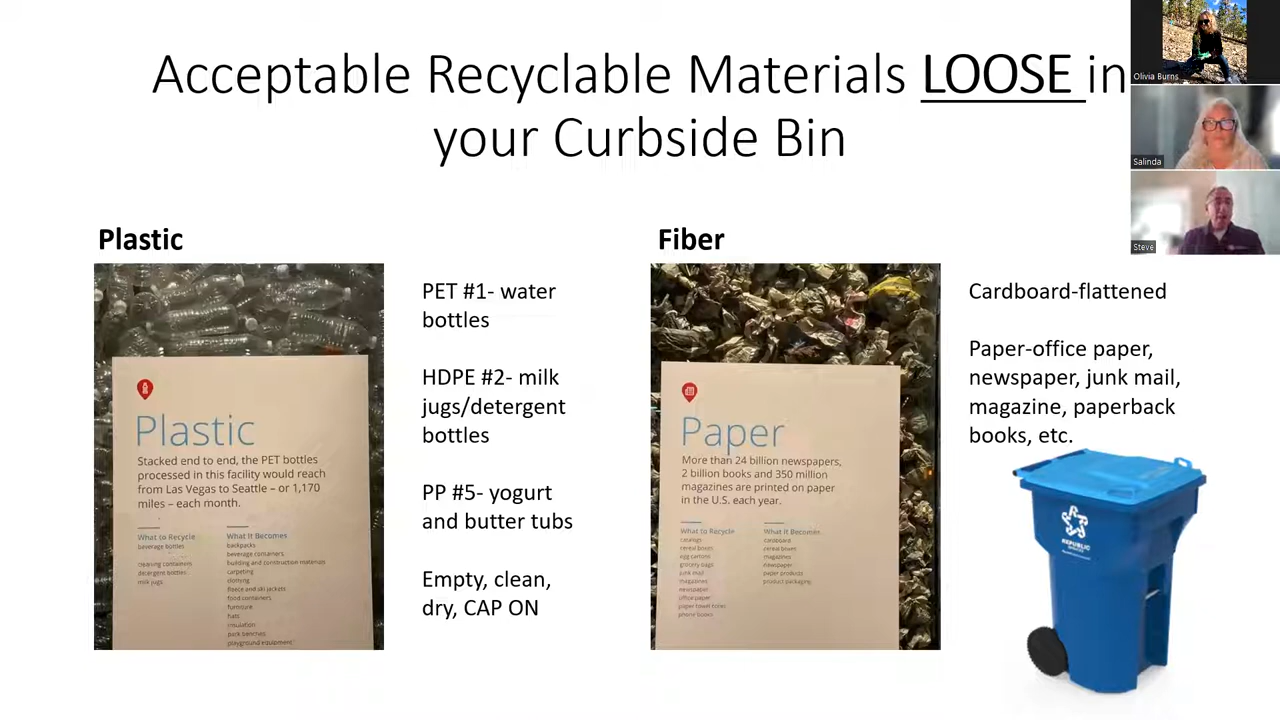 Acceptable Recyclable Materials LOOSE in
your Curbside Bin
Olivia Burns
Salinda
Steve
Plastic
Plastic
Stacked end to end, the PET bottles
processed in this facility would reach
from Las Vegas to Seattle – or 1,170
miles – each month.
What to Recycle
beverage bottles
cleaning containers
detergent bottles
milk jugs
What It Becomes
backpacks
beverage containers
building and construction materials
carpeting
clothing
fleece and ski jackets
food containers
furniture
hats
insulation
park benches
playground equipment
PET #1- water
bottles
HDPE #2- milk
jugs/detergent
bottles
PP #5- yogurt
and butter tubs
Empty, clean,
dry, CAP ON
Fiber
Paper
More than 24 billion newspapers,
2 billion books and 350 million
magazines are printed on paper
in the U.S. each year.
What to Recycle
catalogs
cereal boxes
egg cartons
grocery bags
junk mail
magazines
newspaper
office paper
paper towel rolls
phone books
What It Becomes
cardboard
cereal boxes
magazines
newspaper
paper products
product packaging
Cardboard-flattened
Paper-office paper,
newspaper, junk mail,
magazine, paperback
books, etc.
REPUBLIC
SERVICES